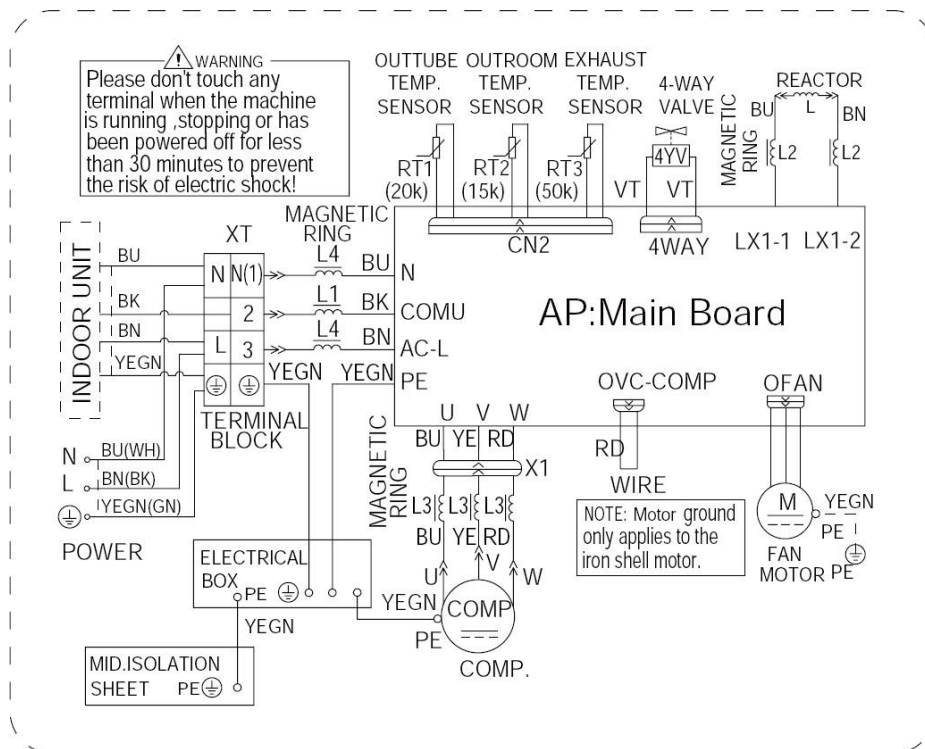 WARNING
Please don't touch any
terminal when the machine
is running ,stopping or has
been powered off for less
than 30 minutes to prevent
the risk of electric shock!
OUTTUBE
TEMP.
SENSOR
OUTROOM
TEMP.
SENSOR
EXHAUST
TEMP.
SENSOR
4-WAY
VALVE
MAGNETIC
RING
REACTOR
BU
L
BN
L2
L2
RT1
(20k)
RT2
(15k)
RT3
(50k)
4YV
VT
VT
CN2
4WAY
LX1-1
LX1-2
INDOOR UNIT
BU
BK
BN
YEGN
XT
N
N(1)
2
L
3
TERMINAL
BLOCK
MAGNETIC
RING
L4
BU
N
L1
BK
COMU
L4
BN
AC-L
YEGN
YEGN
PE
AP:Main Board
OVC-COMP
OFAN
U
V
W
BU
YE
RD
X1
MAGNETIC
RING
L3
L3
L3
BU
YE
RD
U
V
W
RD
WIRE
NOTE: Motor ground
only applies to the
iron shell motor.
M
FAN
MOTOR
YEGN
PE
PE
N
BU(WH)
L
BN(BK)
YEGN(GN)
POWER
ELECTRICAL
BOX
PE
YEGN
YEGN
PE
COMP
COMP.
MID.ISOLATION
SHEET
PE